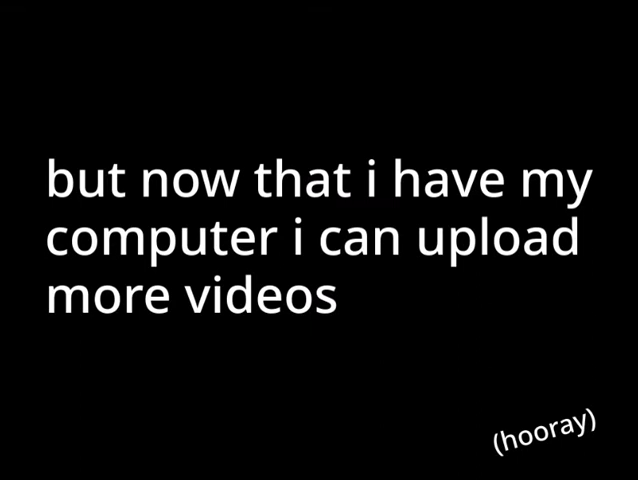 but now that i have my
computer i can upload
more videos
(hooray)